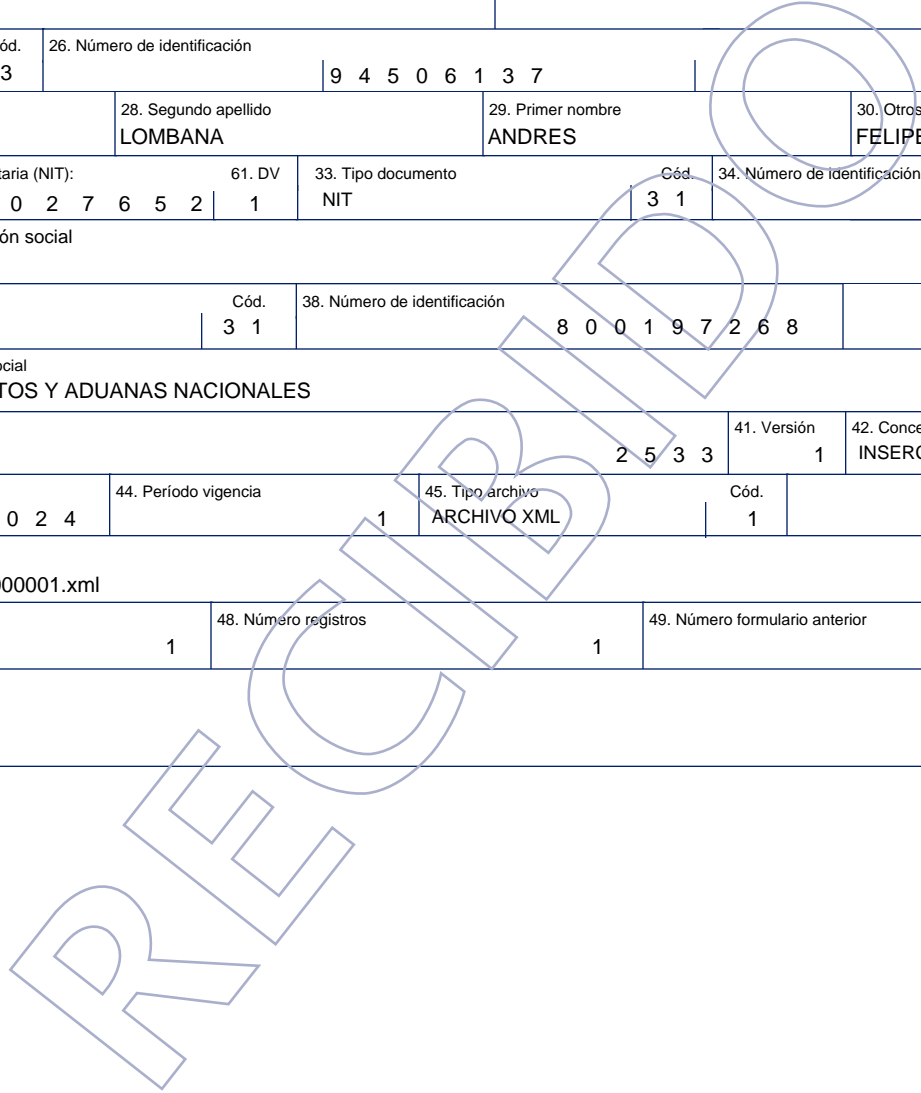 ód. 26. Número de identificación
3 9 4 5 0 6 1 3 7
28. Segundo apellido 29. Primer nombre 30. Otros
LOMBANA ANDRES FELIPE
taria (NIT): 61. DV 33. Tipo documento Cód. 34. Número de identificación
0 2 7 6 5 2 1 NIT 3 1
ón social
Cód. 38. Número de identificación
3 1 8 0 0 1 9 7 2 6 8
ocial
TOS Y ADUANAS NACIONALES
41. Versión 42. Conce
2 5 3 3 1 INSERC
44. Período vigencia 45. Tipo archivo Cód.
0 2 4 1 ARCHIVO XML 1
000001.xml
48. Número registros 49. Número formulario anterior
1 1
RECIBIDO